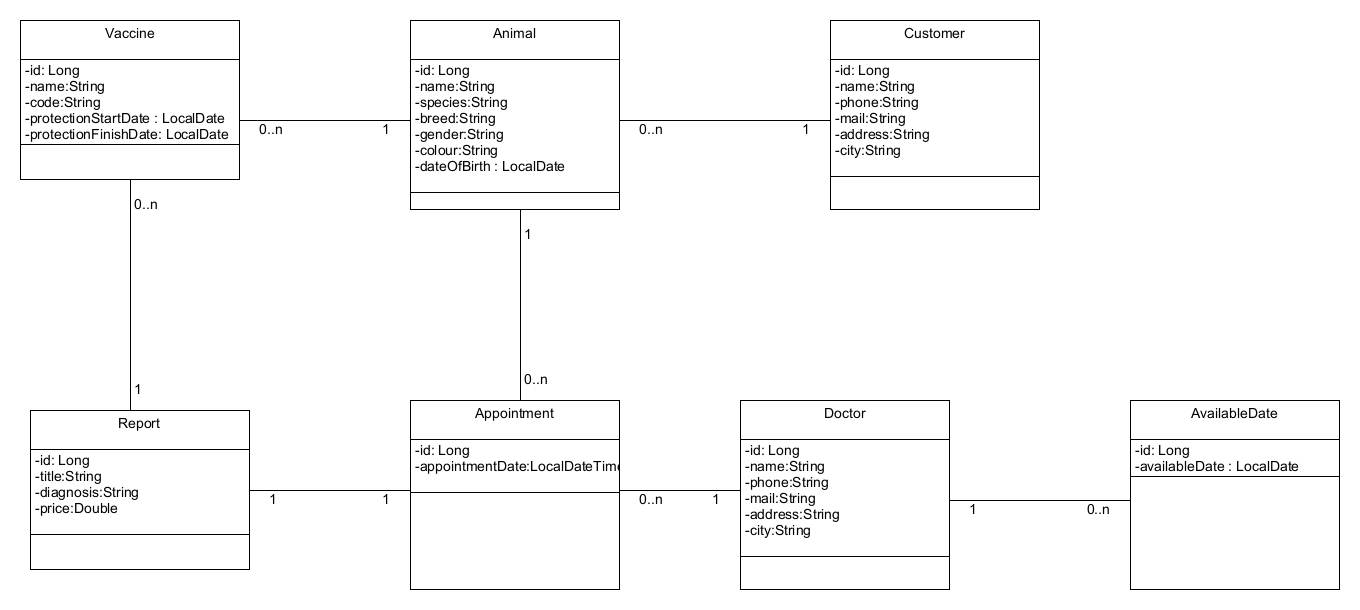 Vaccine
-id: Long
-name:String
-code:String
-protectionStartDate : LocalDate
-protectionFinishDate: LocalDate
0..n
1
Animal
-id: Long
-name:String
-species:String
-breed:String
-gender:String
-colour:String
-dateOfBirth : LocalDate
0..n
1
Customer
-id: Long
-name:String
-phone:String
-mail:String
-address:String
-city:String
0..n
1
1
0..n
Report
-id: Long
-title:String
-diagnosis:String
-price:Double
1
1
Appointment
-id: Long
-appointmentDate:LocalDateTime
0..n
1
Doctor
-id: Long
-name:String
-phone:String
-mail:String
-address:String
-city:String
1
0..n
AvailableDate
-id: Long
-availableDate : LocalDate